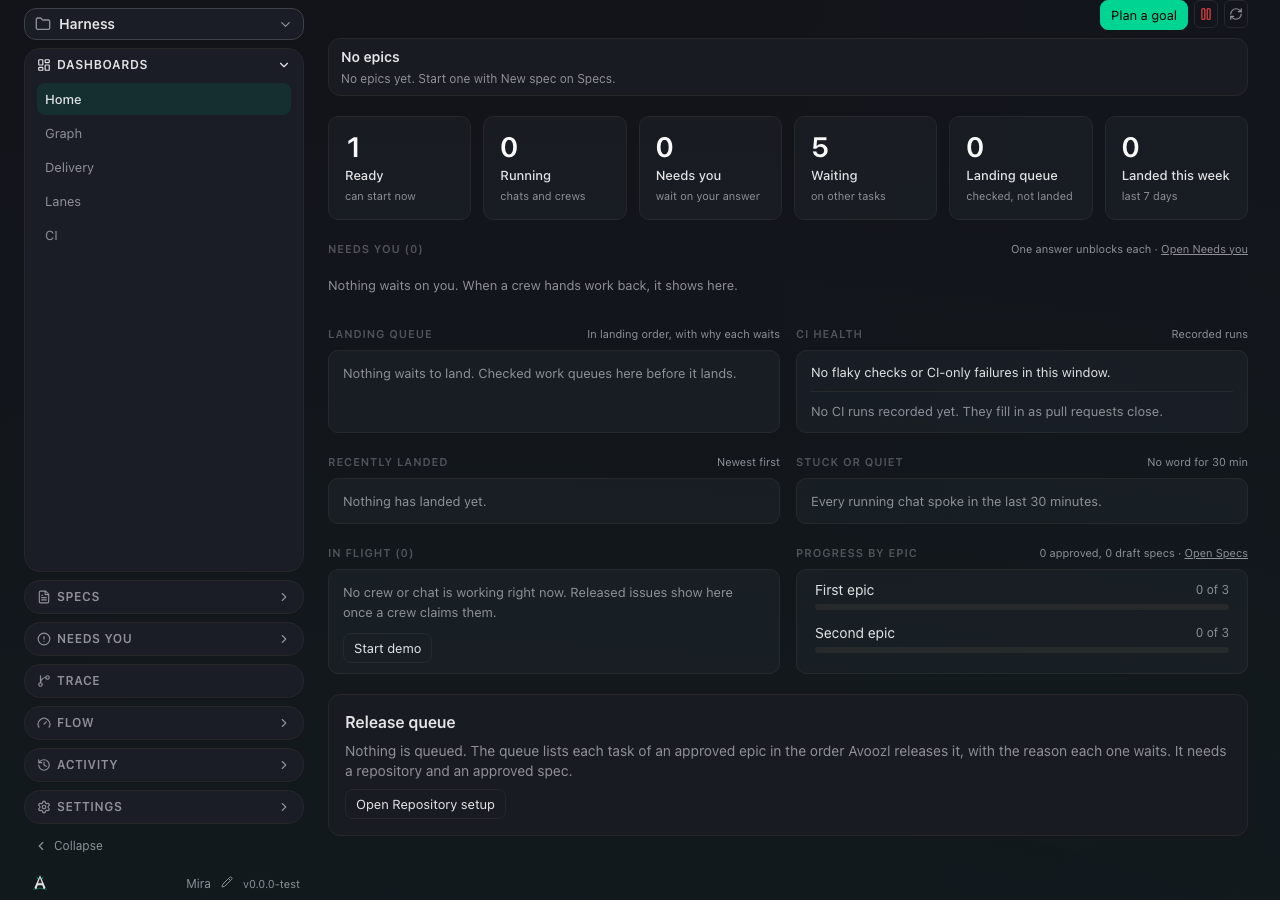 Harness
Plan a goal
DASHBOARDS
Home
Graph
Delivery
Lanes
CI
SPECS
NEEDS YOU
TRACE
FLOW
ACTIVITY
SETTINGS
Collapse
Mira
v0.0.0-test
No epics
No epics yet. Start one with New spec on Specs.
1
Ready
can start now
0
Running
chats and crews
0
Needs you
wait on your answer
5
Waiting
on other tasks
0
Landing queue
checked, not landed
0
Landed this week
last 7 days
NEEDS YOU (0)
One answer unblocks each · Open Needs you
Nothing waits on you. When a crew hands work back, it shows here.
LANDING QUEUE
In landing order, with why each waits
Nothing waits to land. Checked work queues here before it lands.
CI HEALTH
Recorded runs
No flaky checks or CI-only failures in this window.
No CI runs recorded yet. They fill in as pull requests close.
RECENTLY LANDED
Newest first
Nothing has landed yet.
STUCK OR QUIET
No word for 30 min
Every running chat spoke in the last 30 minutes.
IN FLIGHT (0)
No crew or chat is working right now. Released issues show here
once a crew claims them.
Start demo
PROGRESS BY EPIC
0 approved, 0 draft specs · Open Specs
First epic
0 of 3
Second epic
0 of 3
Release queue
Nothing is queued. The queue lists each task of an approved epic in the order Avoozl releases it, with the reason each one waits. It needs
a repository and an approved spec.
Open Repository setup